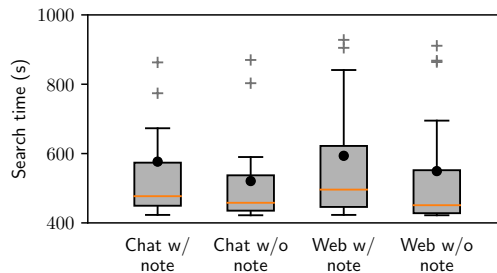 1000
800
600
400
Search time (s)
Chat w/ note
Chat w/o note
Web w/ note
Web w/o note